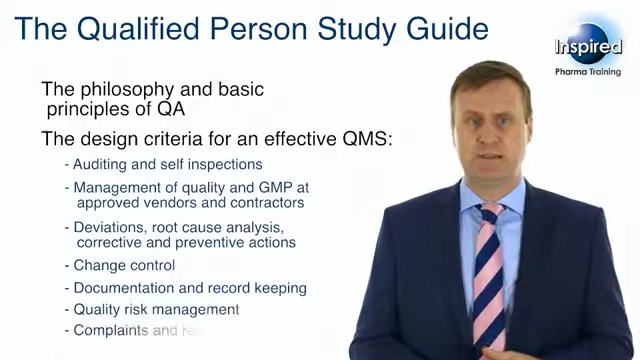 The Qualified Person Study Guide
Inspired
Pharma Training
The philosophy and basic
principles of QA
The design criteria for an effective QMS:
- Auditing and self inspections
- Management of quality and GMP at
approved vendors and contractors
- Deviations, root cause analysis,
corrective and preventive actions
- Change control
- Documentation and record keeping
- Quality risk management
- Complaints and